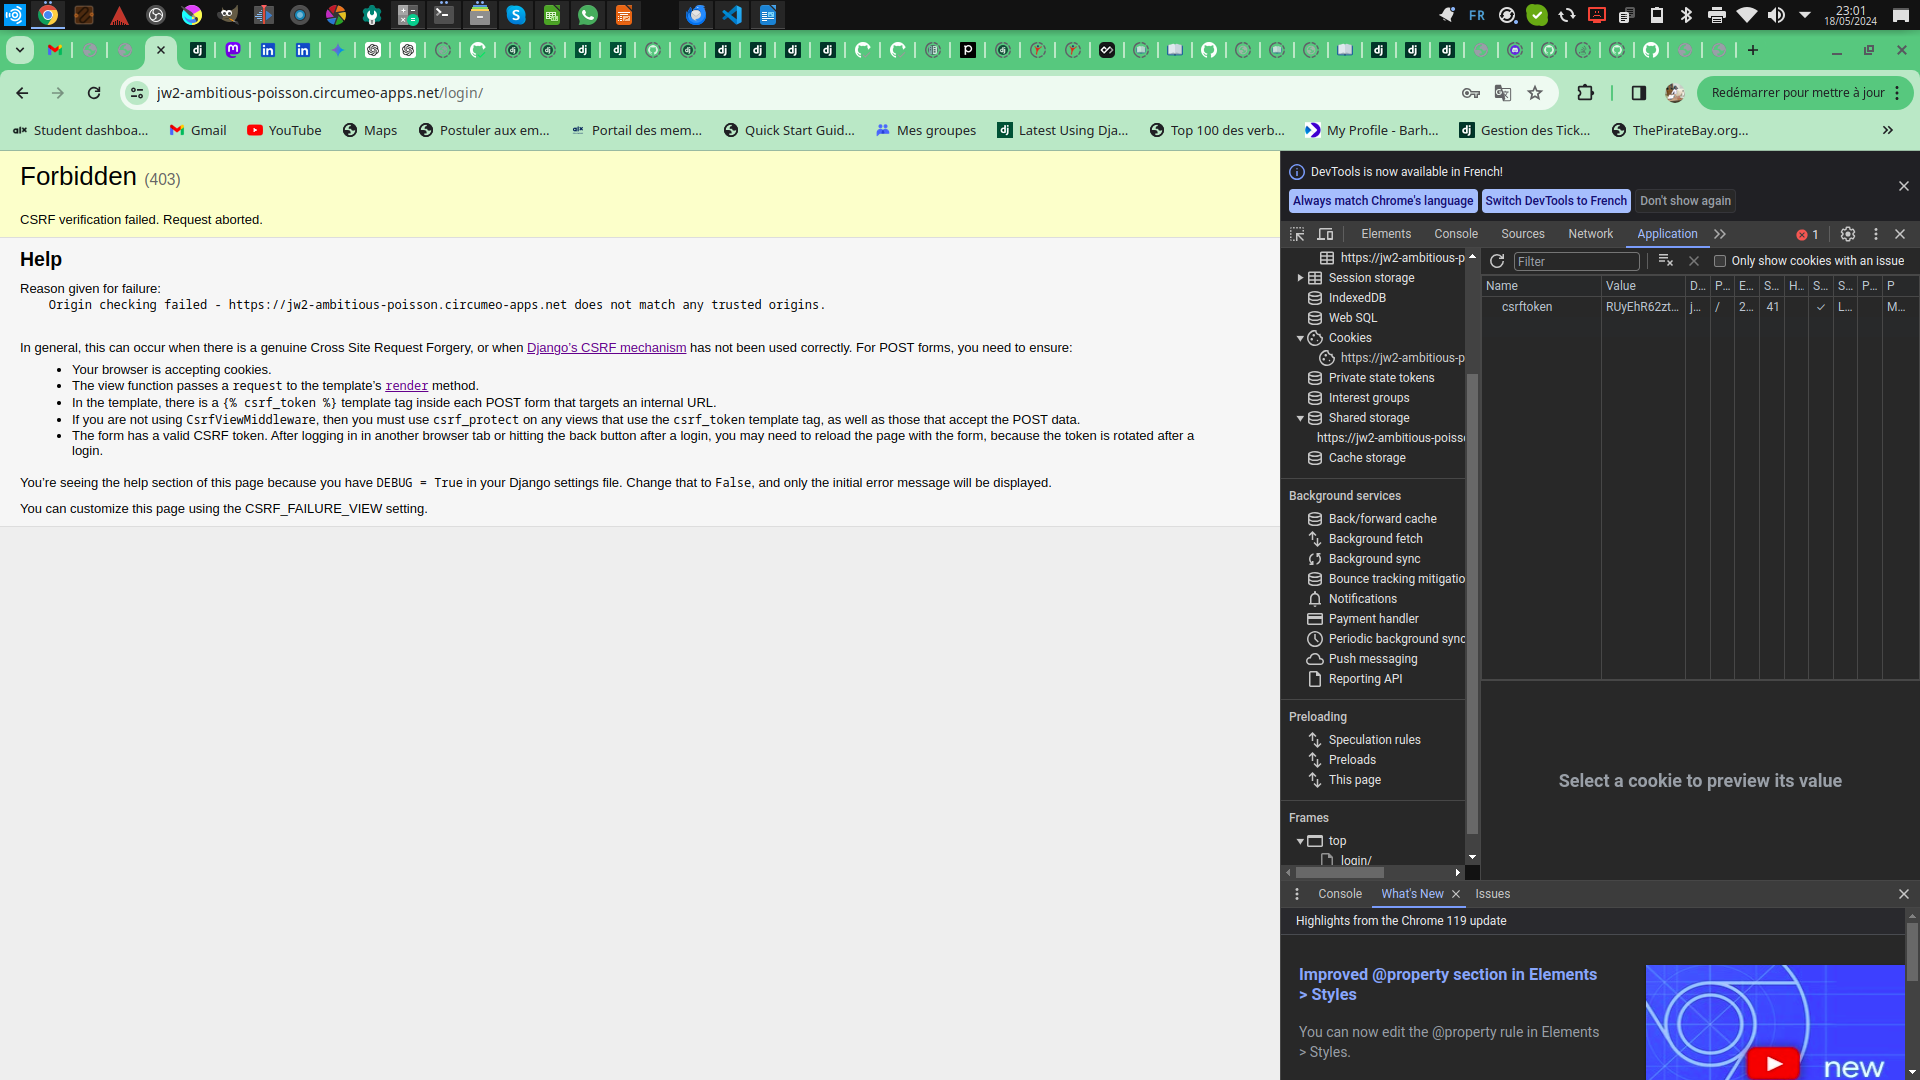 FR
23:01
18/05/2024
jw2-ambitious-poisson.circumeo-apps.net/login/
Redémarrer pour mettre à jour
Student dashboa...
Gmail
YouTube
Maps
Postuler aux em...
Portail des mem...
Quick Start Guid...
Mes groupes
Latest Using Dja...
Top 100 des verb...
My Profile - Barh...
Gestion des Tick...
ThePirateBay.org...
Forbidden (403)
CSRF verification failed. Request aborted.
Help
Reason given for failure:
Origin checking failed - https://jw2-ambitious-poisson.circumeo-apps.net does not match any trusted origins.
In general, this can occur when there is a genuine Cross Site Request Forgery, or when Django’s CSRF mechanism has not been used correctly. For POST forms, you need to ensure:
• Your browser is accepting cookies.
• The view function passes a request to the template’s render method.
• In the template, there is a {% csrf_token %} template tag inside each POST form that targets an internal URL.
• If you are not using CsrfViewMiddleware, then you must use csrf_protect on any views that use the csrf_token template tag, as well as those that accept the POST data.
• The form has a valid CSRF token. After logging in in another browser tab or hitting the back button after a login, you may need to reload the page with the form, because the token is rotated after a
login.
You’re seeing the help section of this page because you have DEBUG = True in your Django settings file. Change that to False, and only the initial error message will be displayed.
You can customize this page using the CSRF_FAILURE_VIEW setting.
DevTools is now available in French!
Always match Chrome's language
Switch DevTools to French
Don't show again
Elements
Console
Sources
Network
Application
1
https://jw2-ambitious-p
Session storage
IndexedDB
Web SQL
Cookies
https://jw2-ambitious-p
Private state tokens
Interest groups
Shared storage
https://jw2-ambitious-poisso
Cache storage
Background services
Back/forward cache
Background fetch
Background sync
Bounce tracking mitigatio
Notifications
Payment handler
Periodic background sync
Push messaging
Reporting API
Preloading
Speculation rules
Preloads
This page
Frames
top
login/
Filter
Only show cookies with an issue
Name Value D... P... E... S... H... S... S... P... P
csrftoken RUyEhR62zt... j... / 2... 41 ✓ L... M...
Select a cookie to preview its value
Console
What's New
Issues
Highlights from the Chrome 119 update
Improved @property section in Elements
> Styles
You can now edit the @property rule in Elements
> Styles.
new